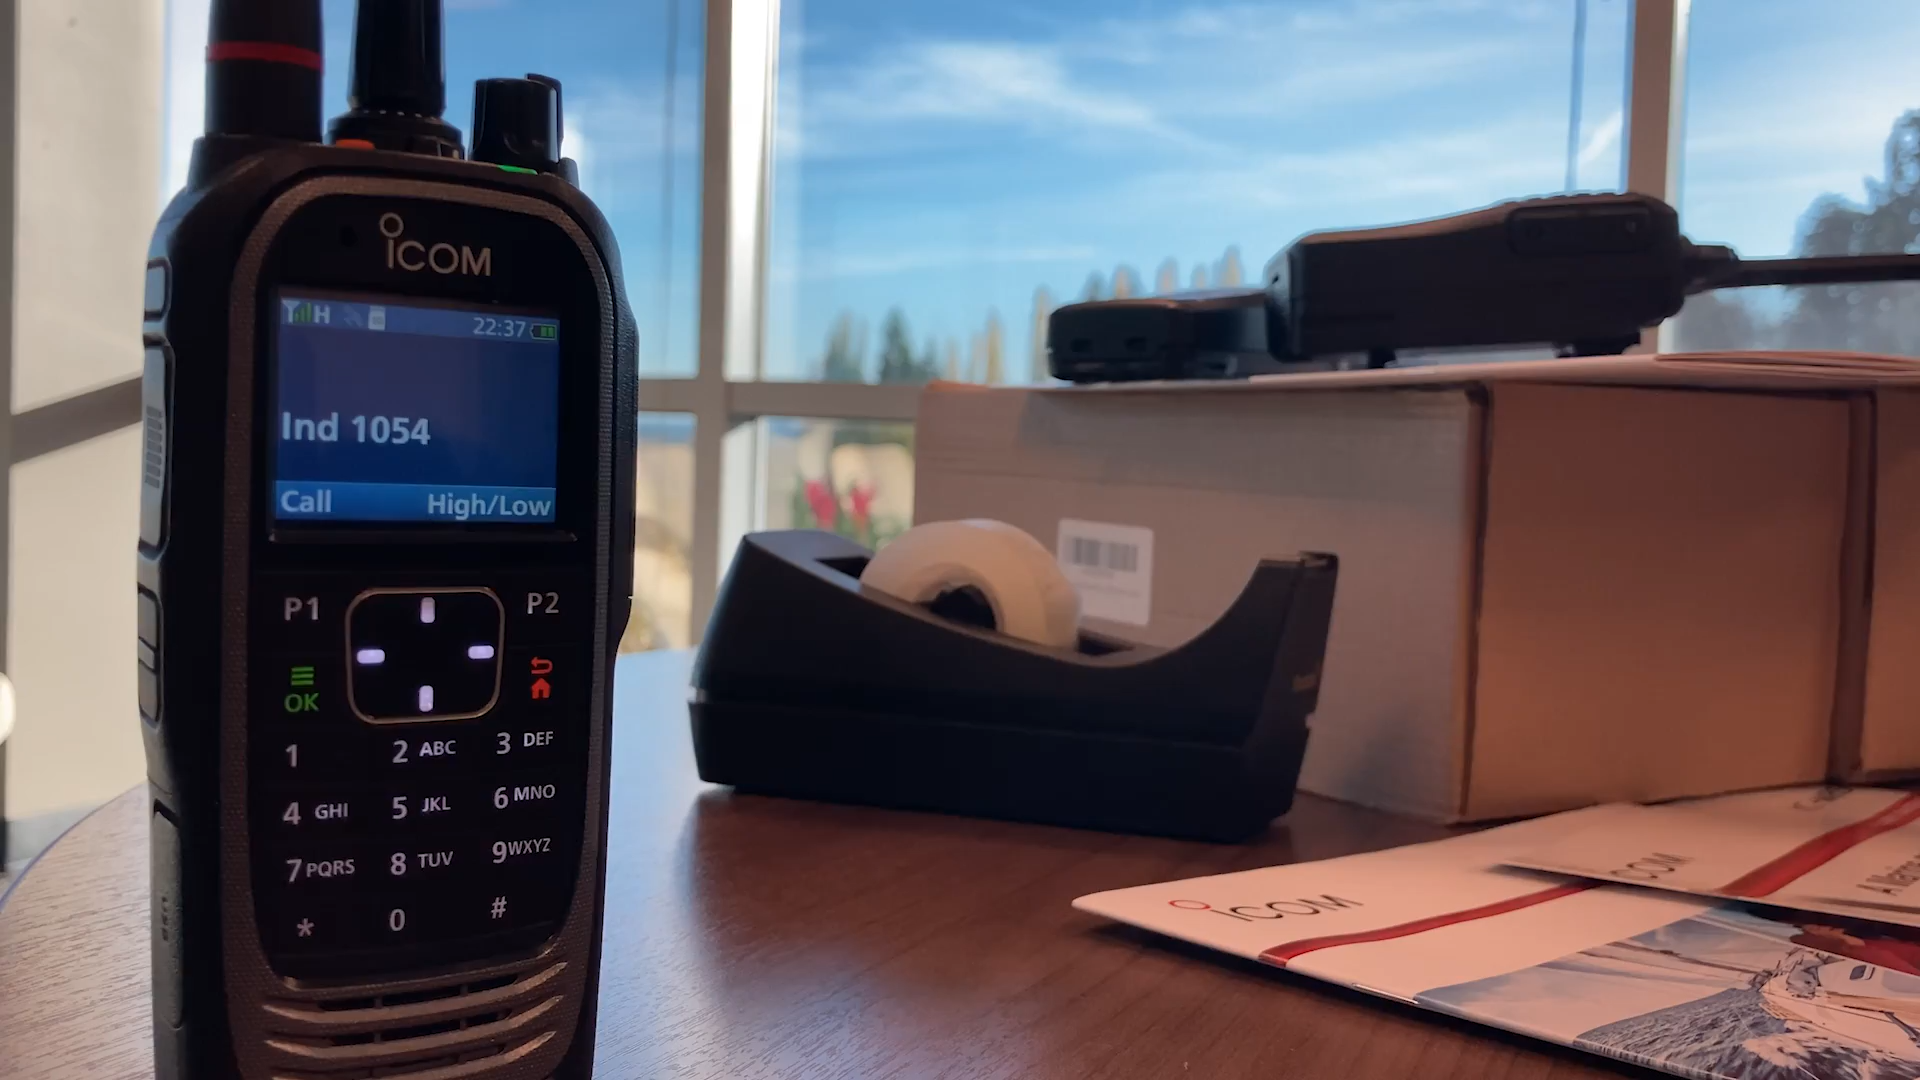 iCOM
H 22:37
Ind 1054
Call High/Low
P1 P2
OK
1 2 ABC 3 DEF
4 GHI 5 JKL 6 MNO
7 PQRS 8 TUV 9 WXYZ
* 0 #
iCOM
iCOM